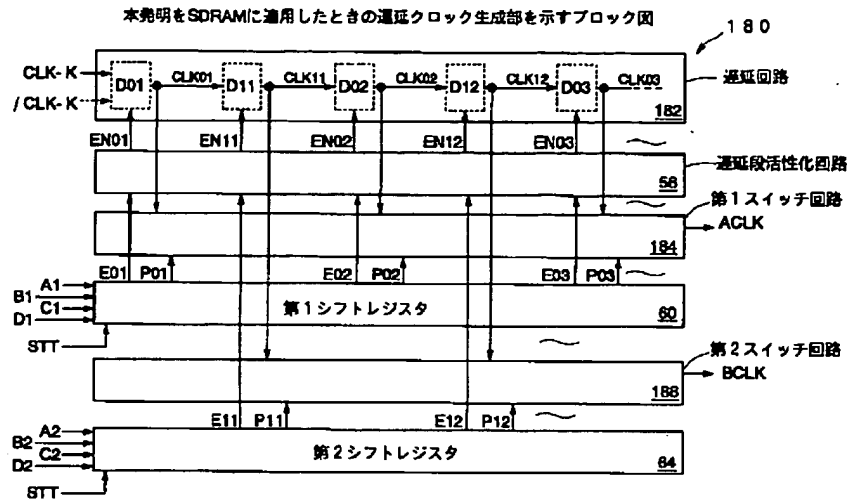 本発明をSDRAMに適用したときの遅延クロック生成部を示すブロック図
180
CLK-K
/CLK-K
D01 CLK01 D11 CLK11 D02 CLK02 D12 CLK12 D03 CLK03
182
遅延回路
EN01 EN11 EN02 EN12 EN03
遅延段活性化回路
58
第1スイッチ回路
184
ACLK
E01 P01 E02 P02 E03 P03
A1
B1
C1
D1
第1シフトレジスタ
60
STT
第2スイッチ回路
188
BCLK
E11 P11 E12 P12
A2
B2
C2
D2
第2シフトレジスタ
64
STT